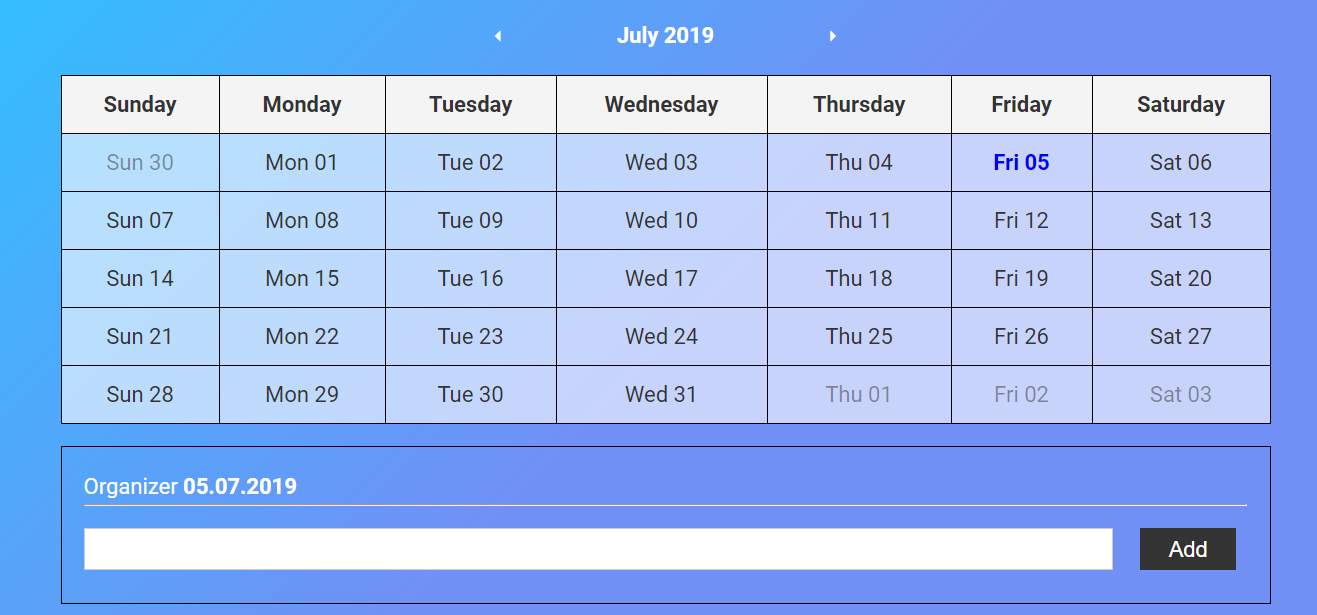 July 2019
Sunday Monday Tuesday Wednesday Thursday Friday Saturday
Sun 30 Mon 01 Tue 02 Wed 03 Thu 04 Fri 05 Sat 06
Sun 07 Mon 08 Tue 09 Wed 10 Thu 11 Fri 12 Sat 13
Sun 14 Mon 15 Tue 16 Wed 17 Thu 18 Fri 19 Sat 20
Sun 21 Mon 22 Tue 23 Wed 24 Thu 25 Fri 26 Sat 27
Sun 28 Mon 29 Tue 30 Wed 31 Thu 01 Fri 02 Sat 03
Organizer 05.07.2019
Add